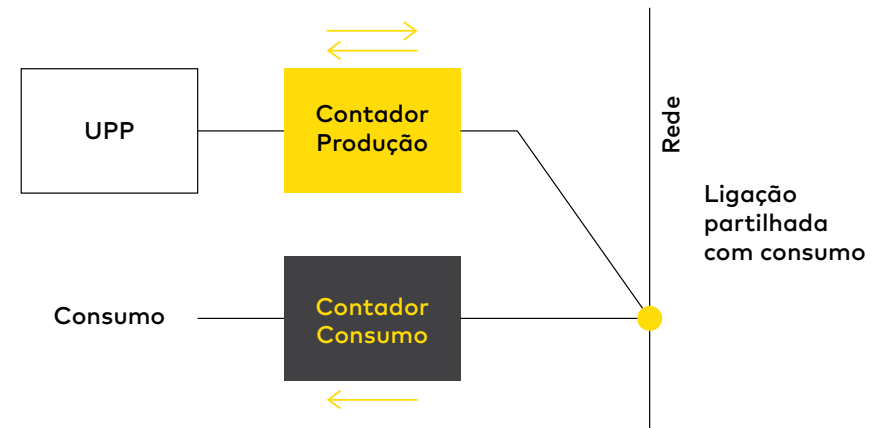 UPP
Contador
Produção
Rede
Ligação
partilhada
com consumo
Consumo
Contador
Consumo